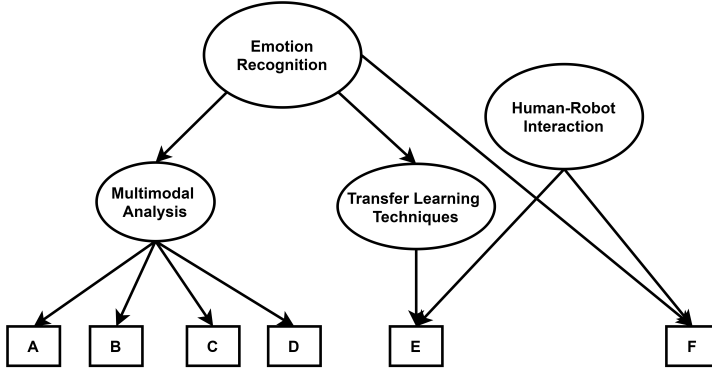 Emotion
Recognition
Human-Robot
Interaction
Multimodal
Analysis
Transfer Learning
Techniques
A
B
C
D
E
F